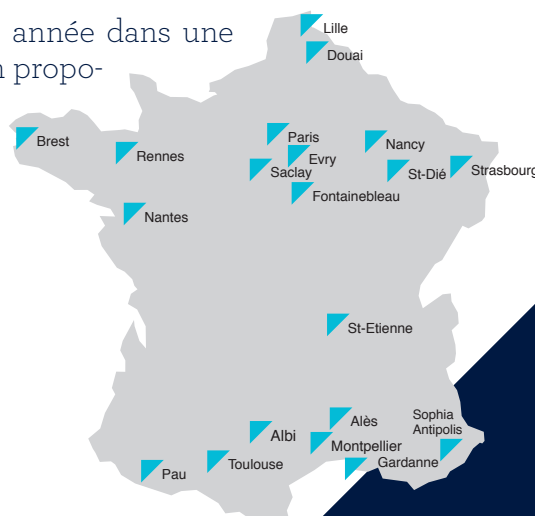 année dans une
propo-
Lille
Douai
Brest
Rennes
Paris
Evry
Nancy
Saclay
St-Dié
Strasbourg
Fontainebleau
Nantes
St-Etienne
Alès
Sophia
Antipolis
Albi
Montpellier
Gardanne
Toulouse
Pau